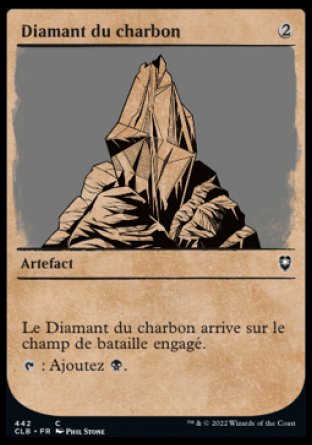 Diamant du charbon 2
Artefact
Le Diamant du charbon arrive sur le
champ de bataille engagé.
: Ajoutez .
442 C
CLB • FR Phil Stone
™ & © 2022 Wizards of the Coast